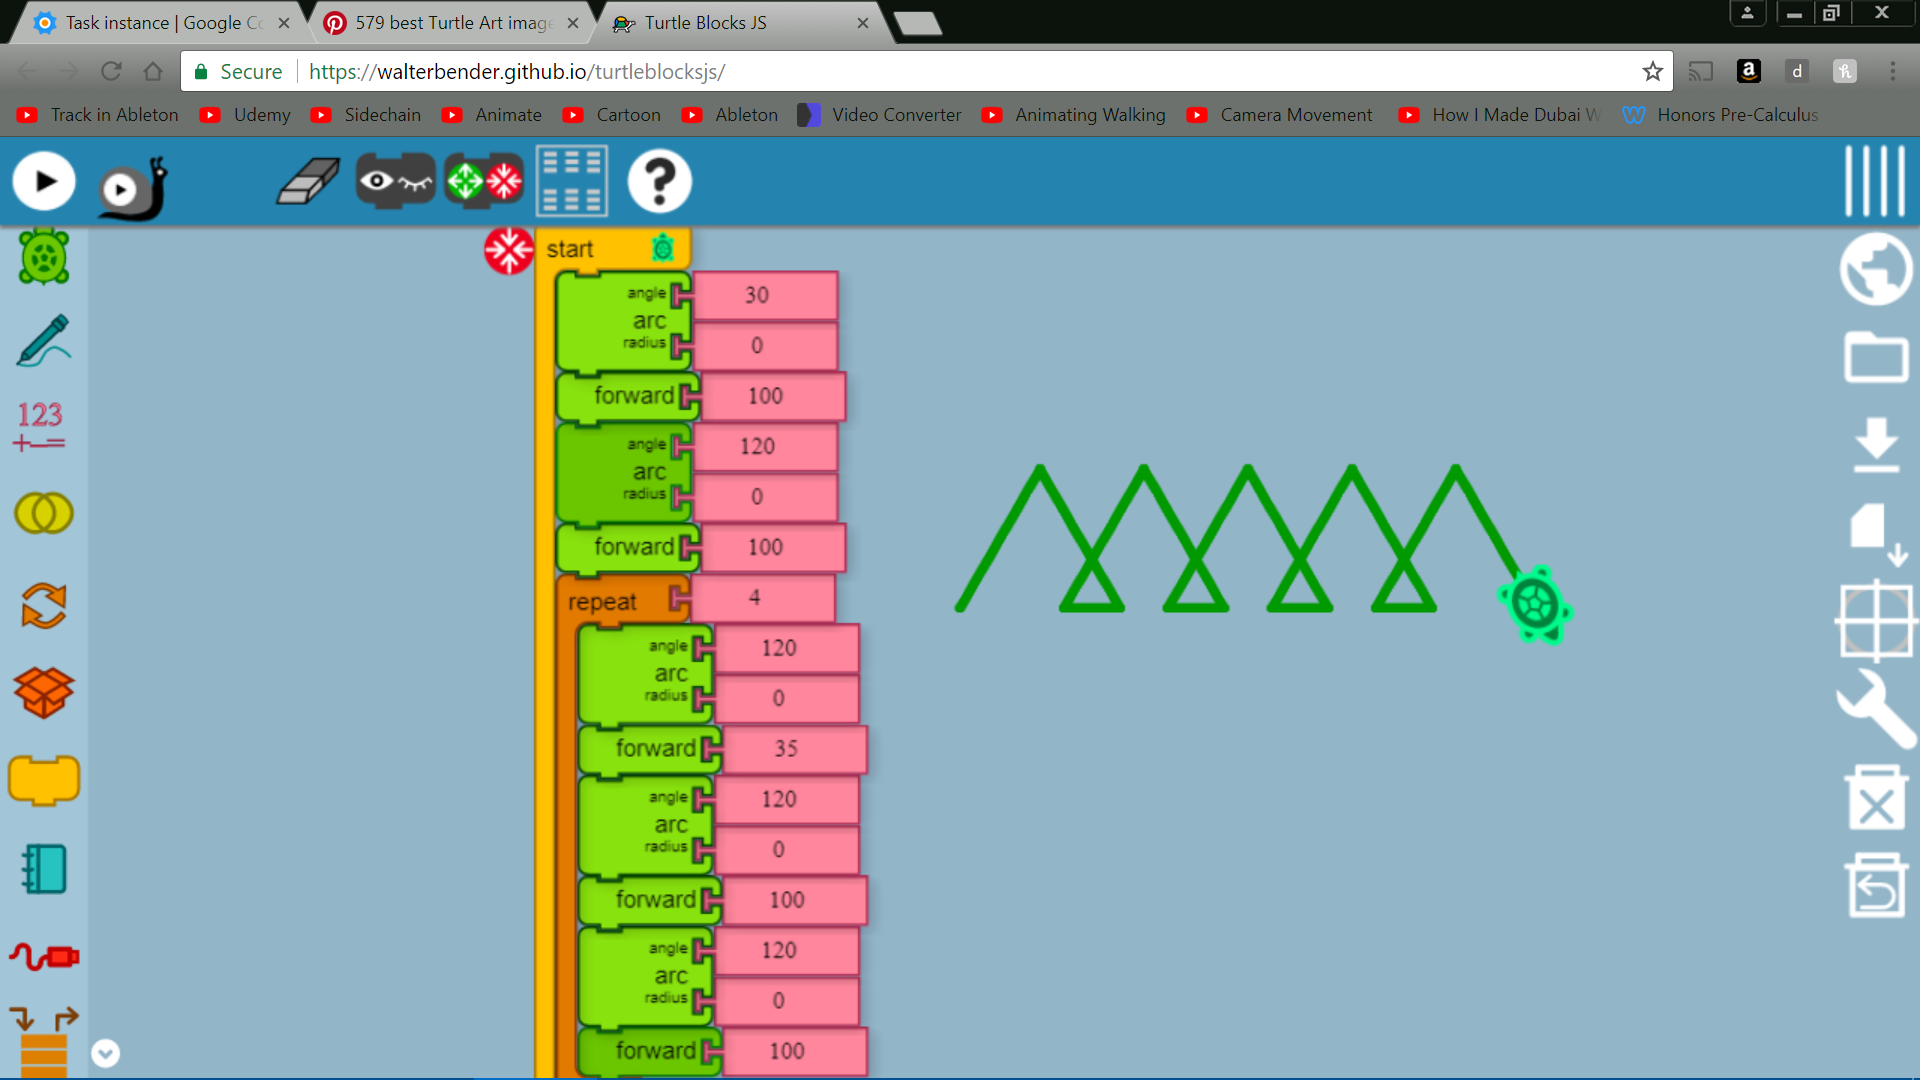 Task instance | Google Co
579 best Turtle Art image
Turtle Blocks JS
Secure https://walterbender.github.io/turtleblocksjs/
Track in Ableton Udemy Sidechain Animate Cartoon Ableton Video Converter Animating Walking Camera Movement How I Made Dubai W Honors Pre-Calculus
a d h
?
start
angle 30
arc
radius 0
forward 100
angle 120
arc
radius 0
forward 100
repeat 4
angle 120
arc
radius 0
forward 35
angle 120
arc
radius 0
forward 100
angle 120
arc
radius 0
forward 100
123
+−=